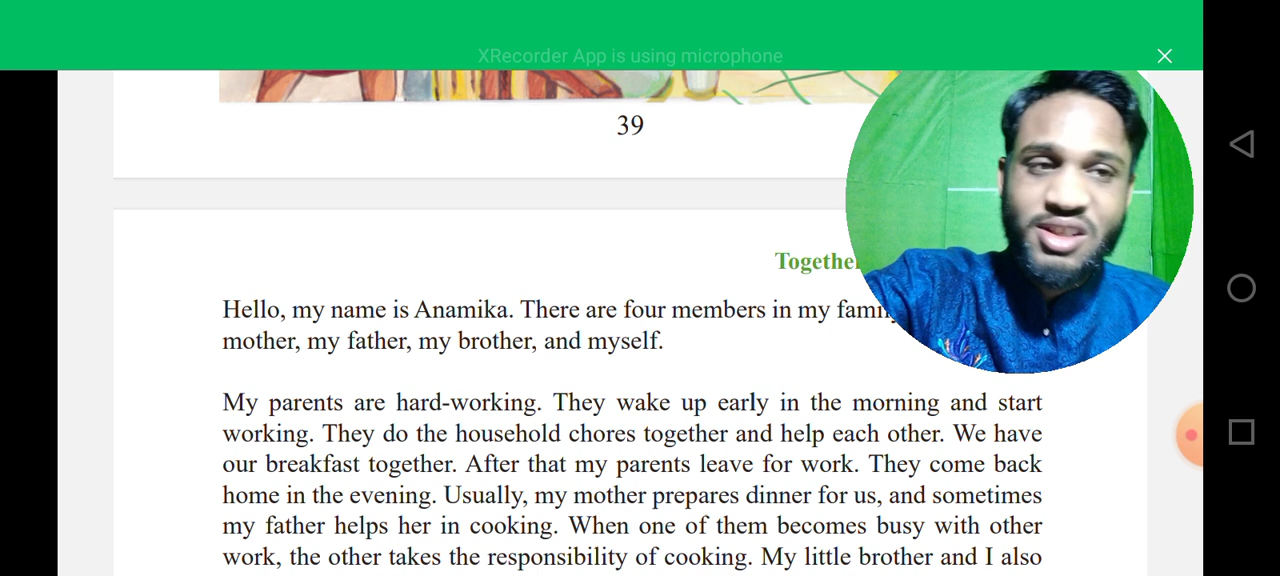 XRecorder App is using microphone
39
Hello, my name is Anamika. There are four members in my
mother, my father, my brother, and myself.
My parents are hard-working. They wake up early in the morning and start
working. They do the household chores together and help each other. We have
our breakfast together. After that my parents leave for work. They come back
home in the evening. Usually, my mother prepares dinner for us, and sometimes
my father helps her in cooking. When one of them becomes busy with other
work, the other takes the responsibility of cooking. My little brother and I also